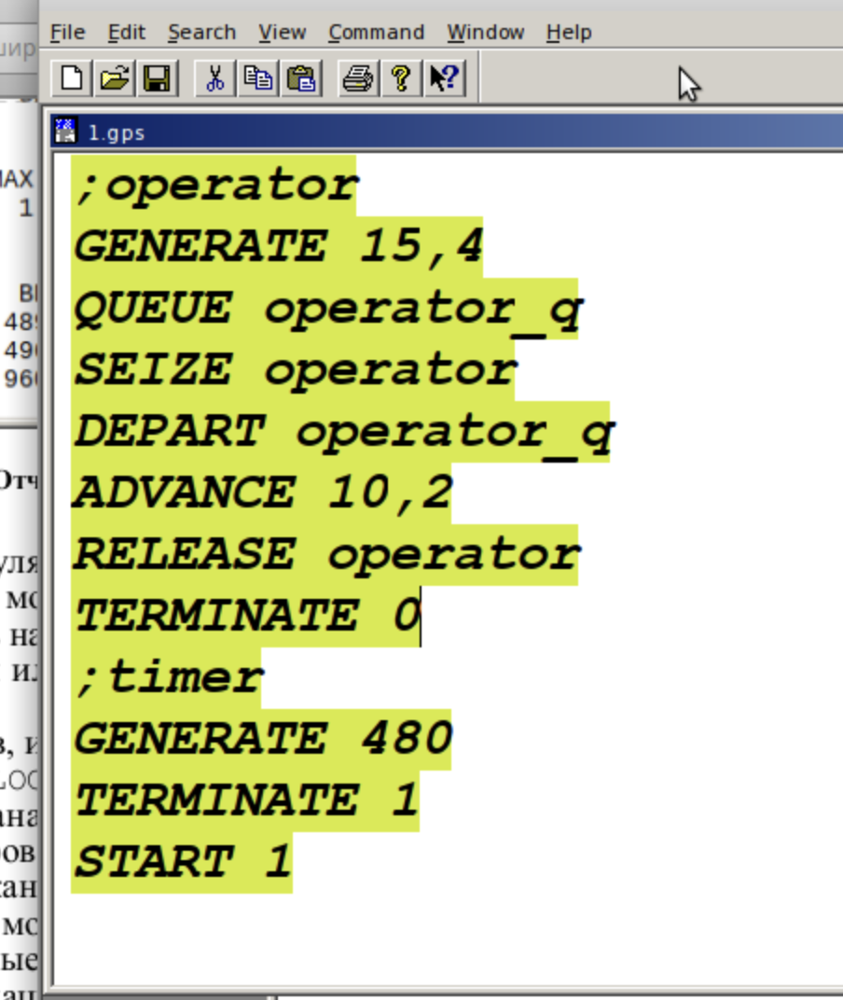 File Edit Search View Command Window Help
1.gps
;operator
GENERATE 15,4
QUEUE operator_q
SEIZE operator
DEPART operator_q
ADVANCE 10,2
RELEASE operator
TERMINATE 0
;timer
GENERATE 480
TERMINATE 1
START 1